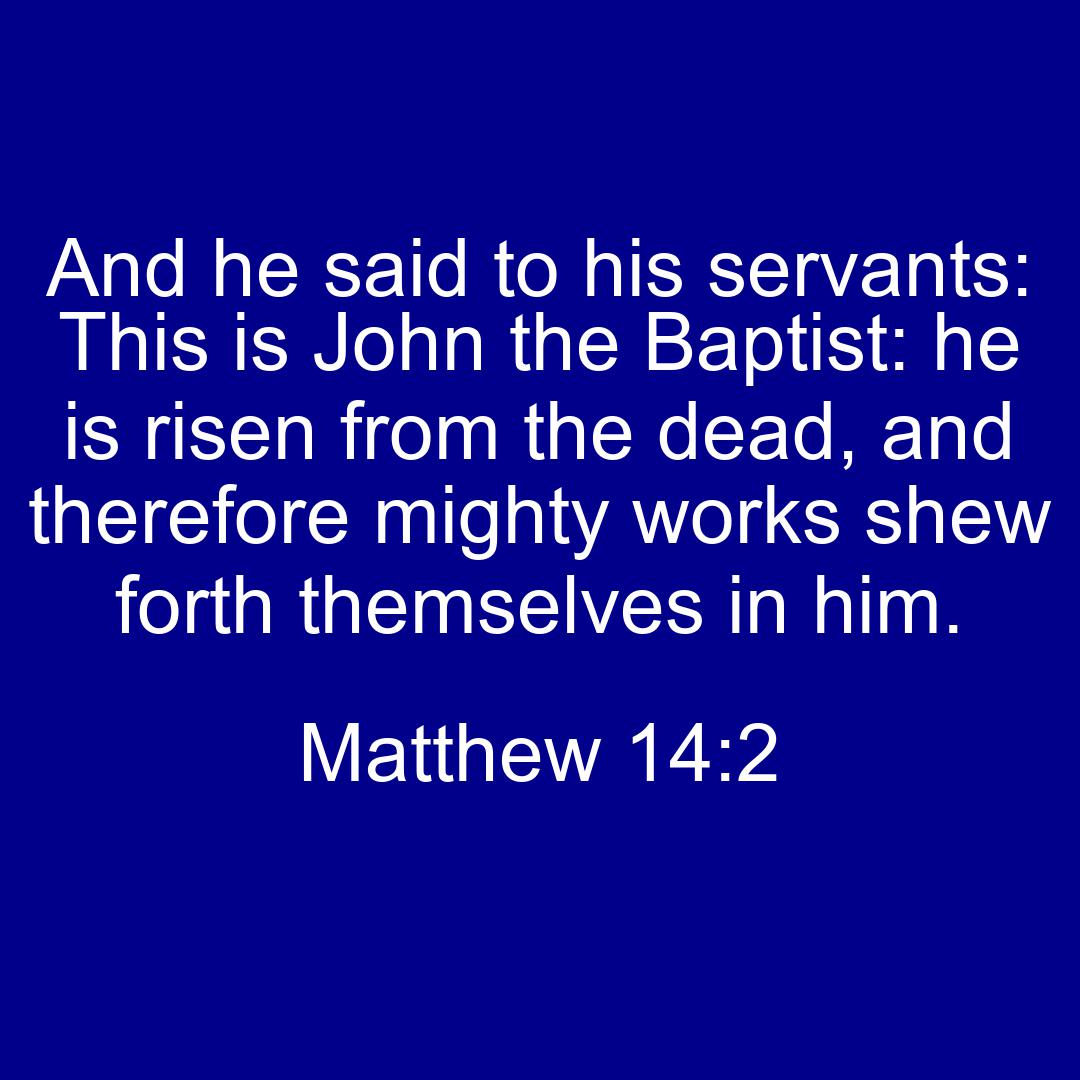 And he said to his servants:
This is John the Baptist: he
is risen from the dead, and
therefore mighty works shew
forth themselves in him.
Matthew 14:2